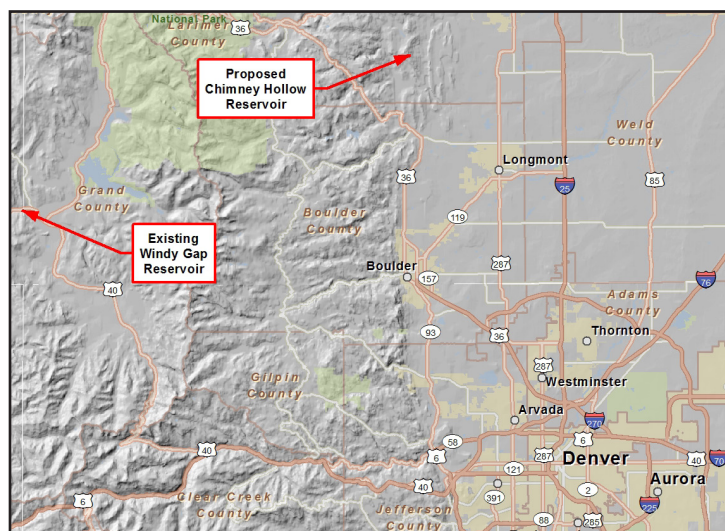 National Park
Larimer
County
36
Proposed
Chimney Hollow
Reservoir
Weld
County
Longmont
85
25
36
Grand
County
119
Boulder
County
Existing
Windy Gap
Reservoir
287
Boulder
157
76
40
Adams
County
93
36
Thornton
287
Gilpin
County
Westminster
Arvada
270
58
6
40
6
287
Denver
40
70
121
40
Aurora
6
391
2
225
Clear Creek
County
Jefferson
County
88
285